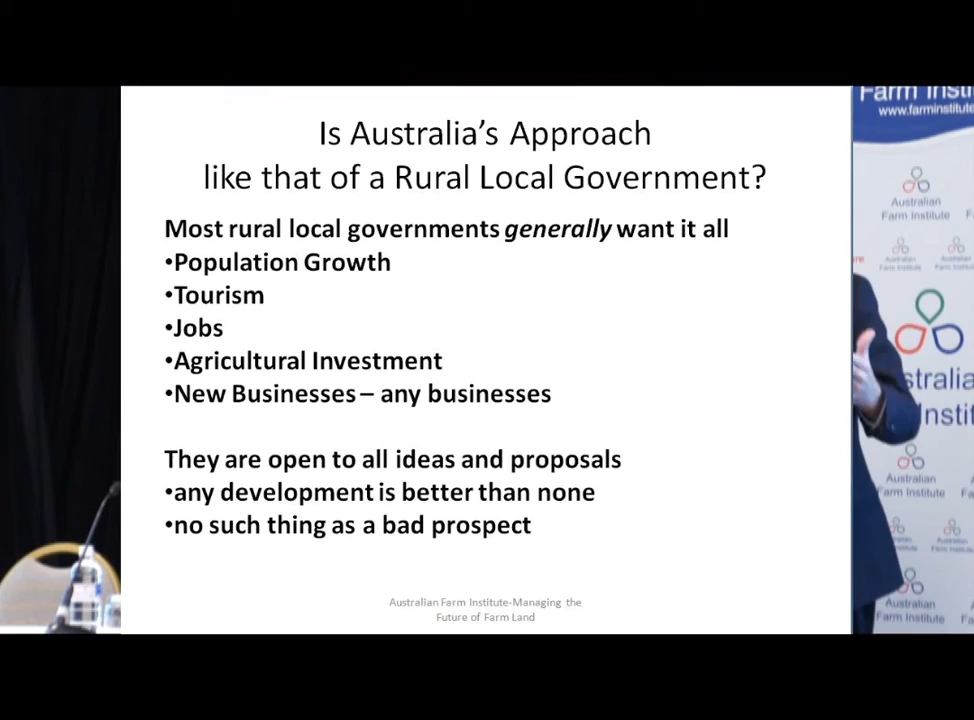 Is Australia's Approach
like that of a Rural Local Government?
Most rural local governments generally want it all
•Population Growth
•Tourism
•Jobs
•Agricultural Investment
•New Businesses – any businesses
They are open to all ideas and proposals
•any development is better than none
•no such thing as a bad prospect
Australian Farm Institute-Managing the
Future of Farm Land
Farm Insti
www.farminstitute
Australian
Farm Institute
Australian
Farm Institute
stralia
Instit
Australian
Farm Institute
Australian
Farm Institute